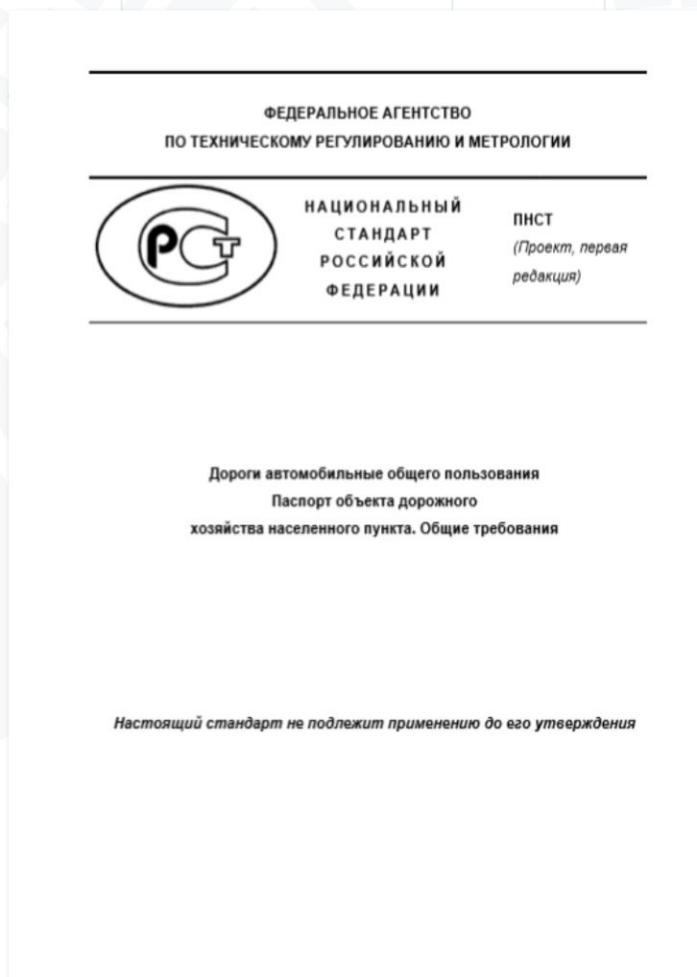 ФЕДЕРАЛЬНОЕ АГЕНТСТВО
ПО ТЕХНИЧЕСКОМУ РЕГУЛИРОВАНИЮ И МЕТРОЛОГИИ
РСТ
НАЦИОНАЛЬНЫЙ
СТАНДАРТ
РОССИЙСКОЙ
ФЕДЕРАЦИИ
ПНСТ
(Проект, первая
редакция)
Дороги автомобильные общего пользования
Паспорт объекта дорожного
хозяйства населенного пункта. Общие требования
Настоящий стандарт не подлежит применению до его утверждения